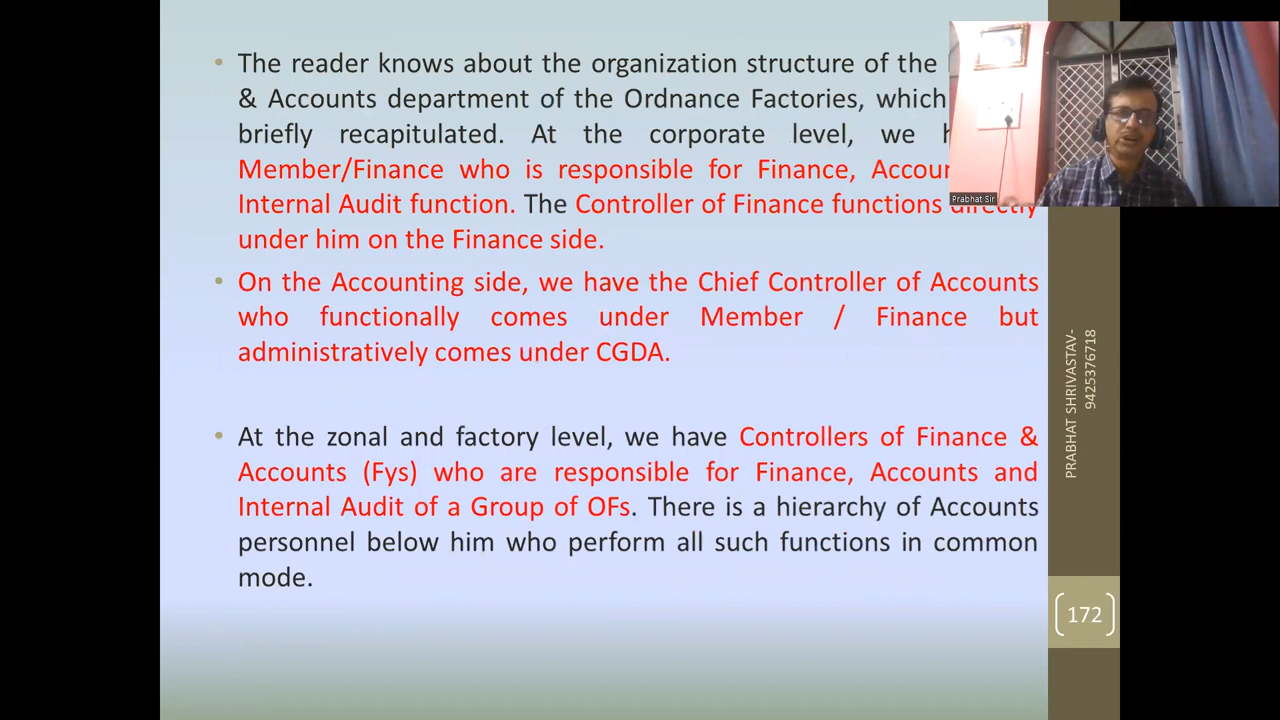 • The reader knows about the organization structure of the
& Accounts department of the Ordnance Factories, which
briefly recapitulated. At the corporate level, we
Member/Finance who is responsible for Finance,
Internal Audit function. The Controller of Finance functions directly
under him on the Finance side.
• On the Accounting side, we have the Chief Controller of Accounts
who functionally comes under Member / Finance but
administratively comes under CGDA.
• At the zonal and factory level, we have Controllers of Finance &
Accounts (Fys) who are responsible for Finance, Accounts and
Internal Audit of a Group of OFs. There is a hierarchy of Accounts
personnel below him who perform all such functions in common
mode.
Prabhat Sir
PRABHAT SHRIVASTAV-
9425376718
172